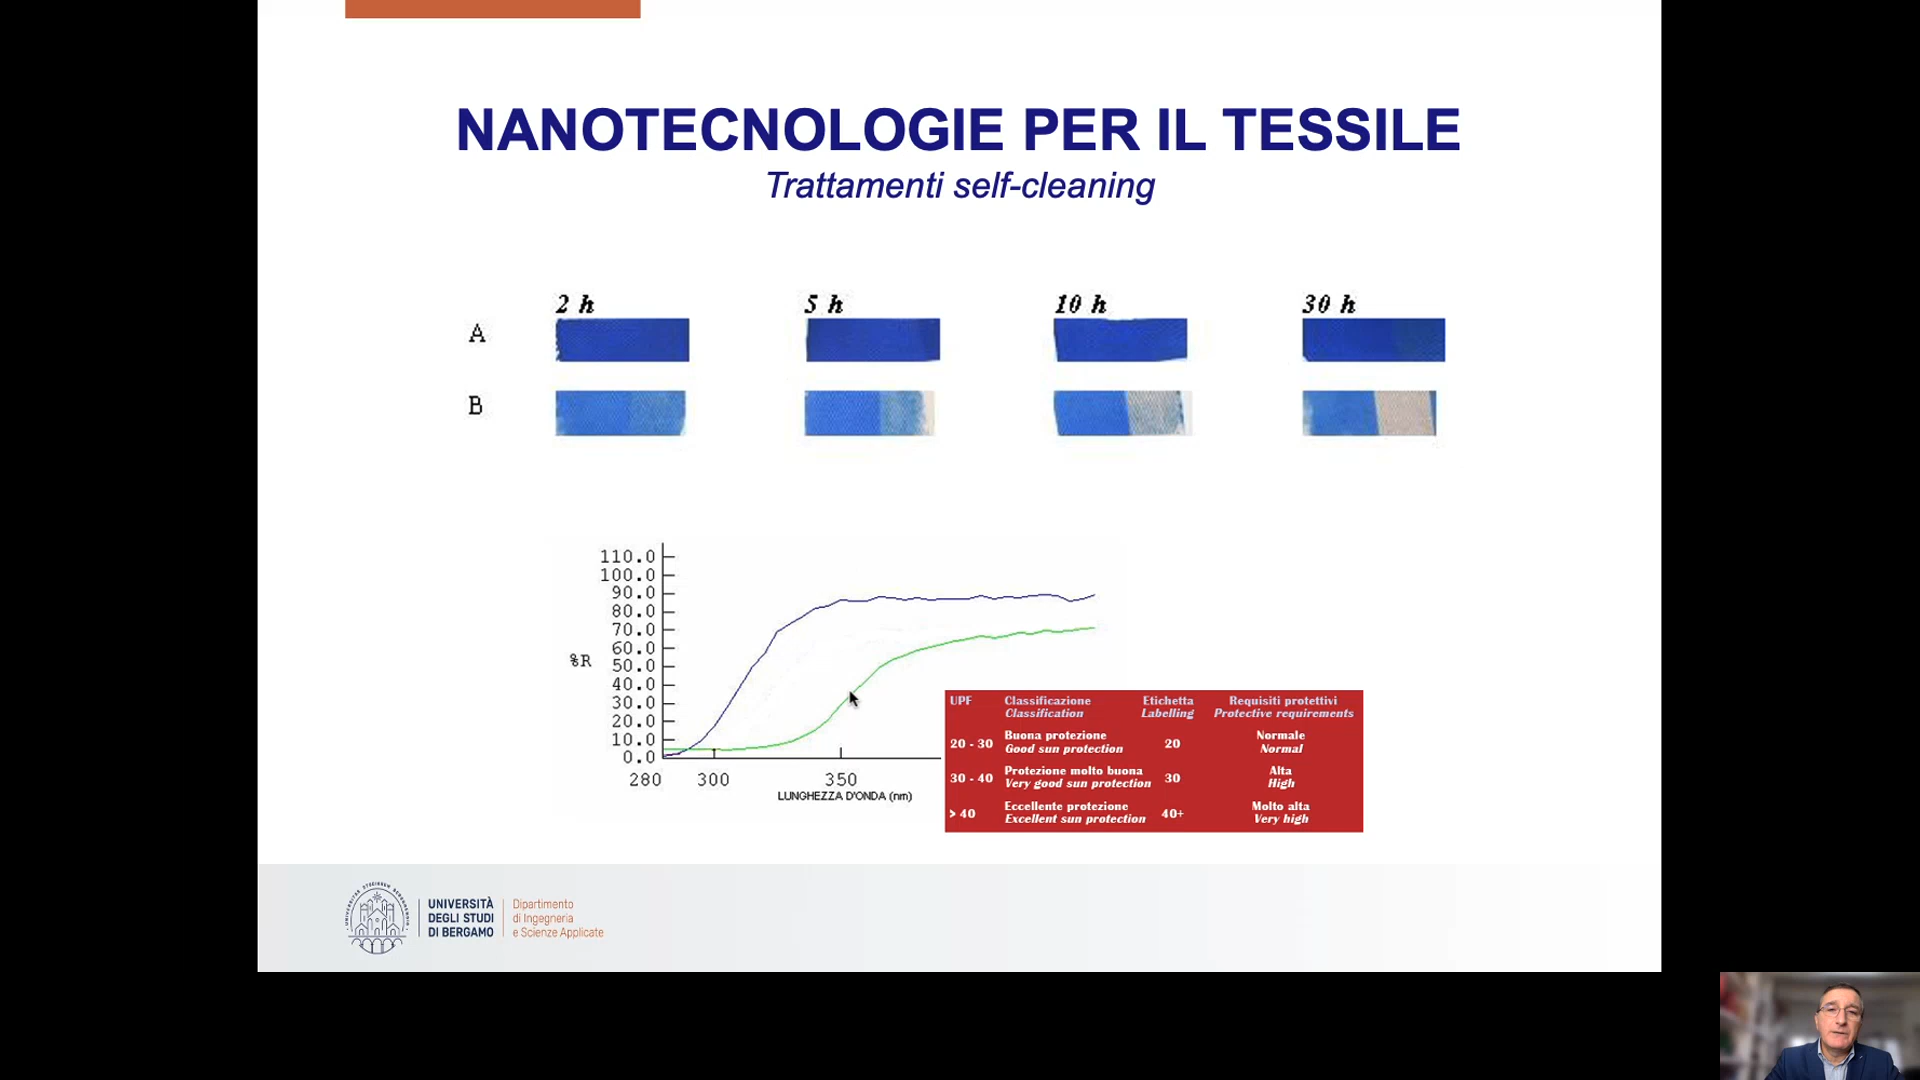 NANOTECNOLOGIE PER IL TESSILE
Trattamenti self-cleaning
2 h
5 h
10 h
30 h
A
B
110.0
100.0
90.0
80.0
70.0
60.0
%R
50.0
40.0
30.0
20.0
10.0
0.0
280 300 350
LUNGHEZZA D'ONDA (nm)
UPF Classificazione Etichetta Requisiti protettivi
Classification Labelling Protective requirements
20 - 30 Buona protezione 20 Normale
Good sun protection Normal
30 - 40 Protezione molto buona 30 Alta
Very good sun protection High
> 40 Eccellente protezione 40+ Molto alta
Excellent sun protection Very high
UNIVERSITÀ
DEGLI STUDI
DI BERGAMO
Dipartimento
di Ingegneria
e Scienze Applicate